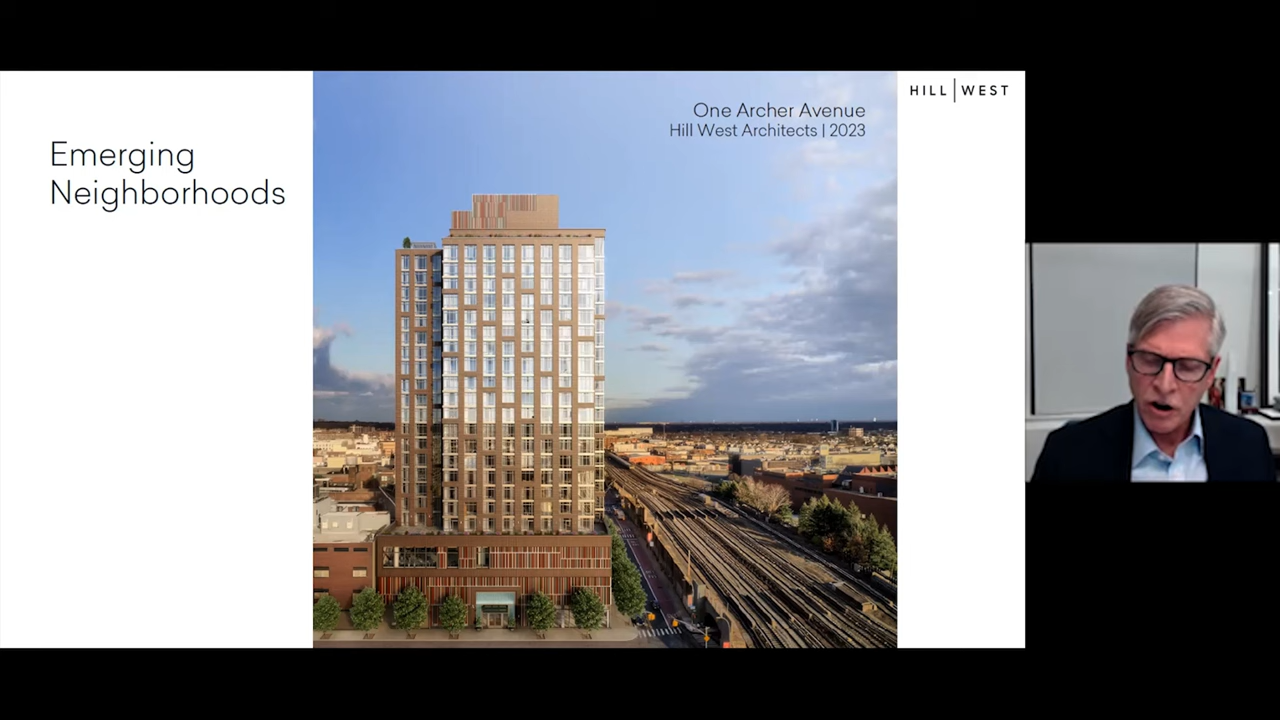 Emerging
Neighborhoods
One Archer Avenue
Hill West Architects | 2023
HILL | WEST